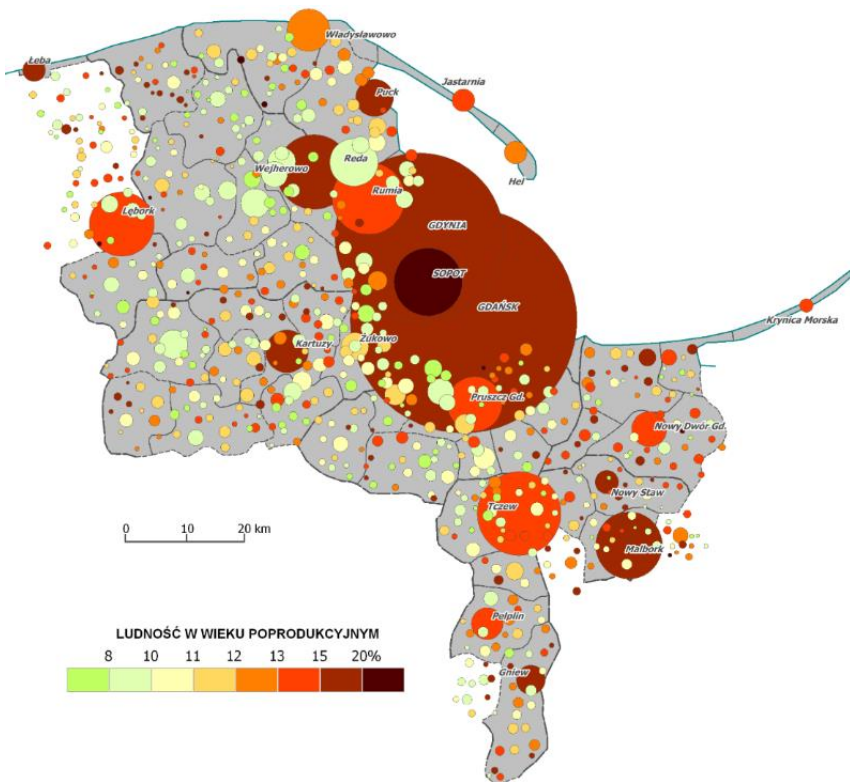 Władysławowo
Łeba
Jastarnia
Puck
Reda
Wejherowo
Hel
Rumia
Lębork
GDYNIA
SOPOT
GDAŃSK
Krynica Morska
Kartuzy
Żukowo
Pruszcz Gd.
Nowy Dwór Gd.
Nowy Staw
Tczew
0 10 20 km
Malbork
Pelplin
LUDNOŚĆ W WIEKU POPRODUKCYJNYM
8 10 11 12 13 15 20%
Gniew